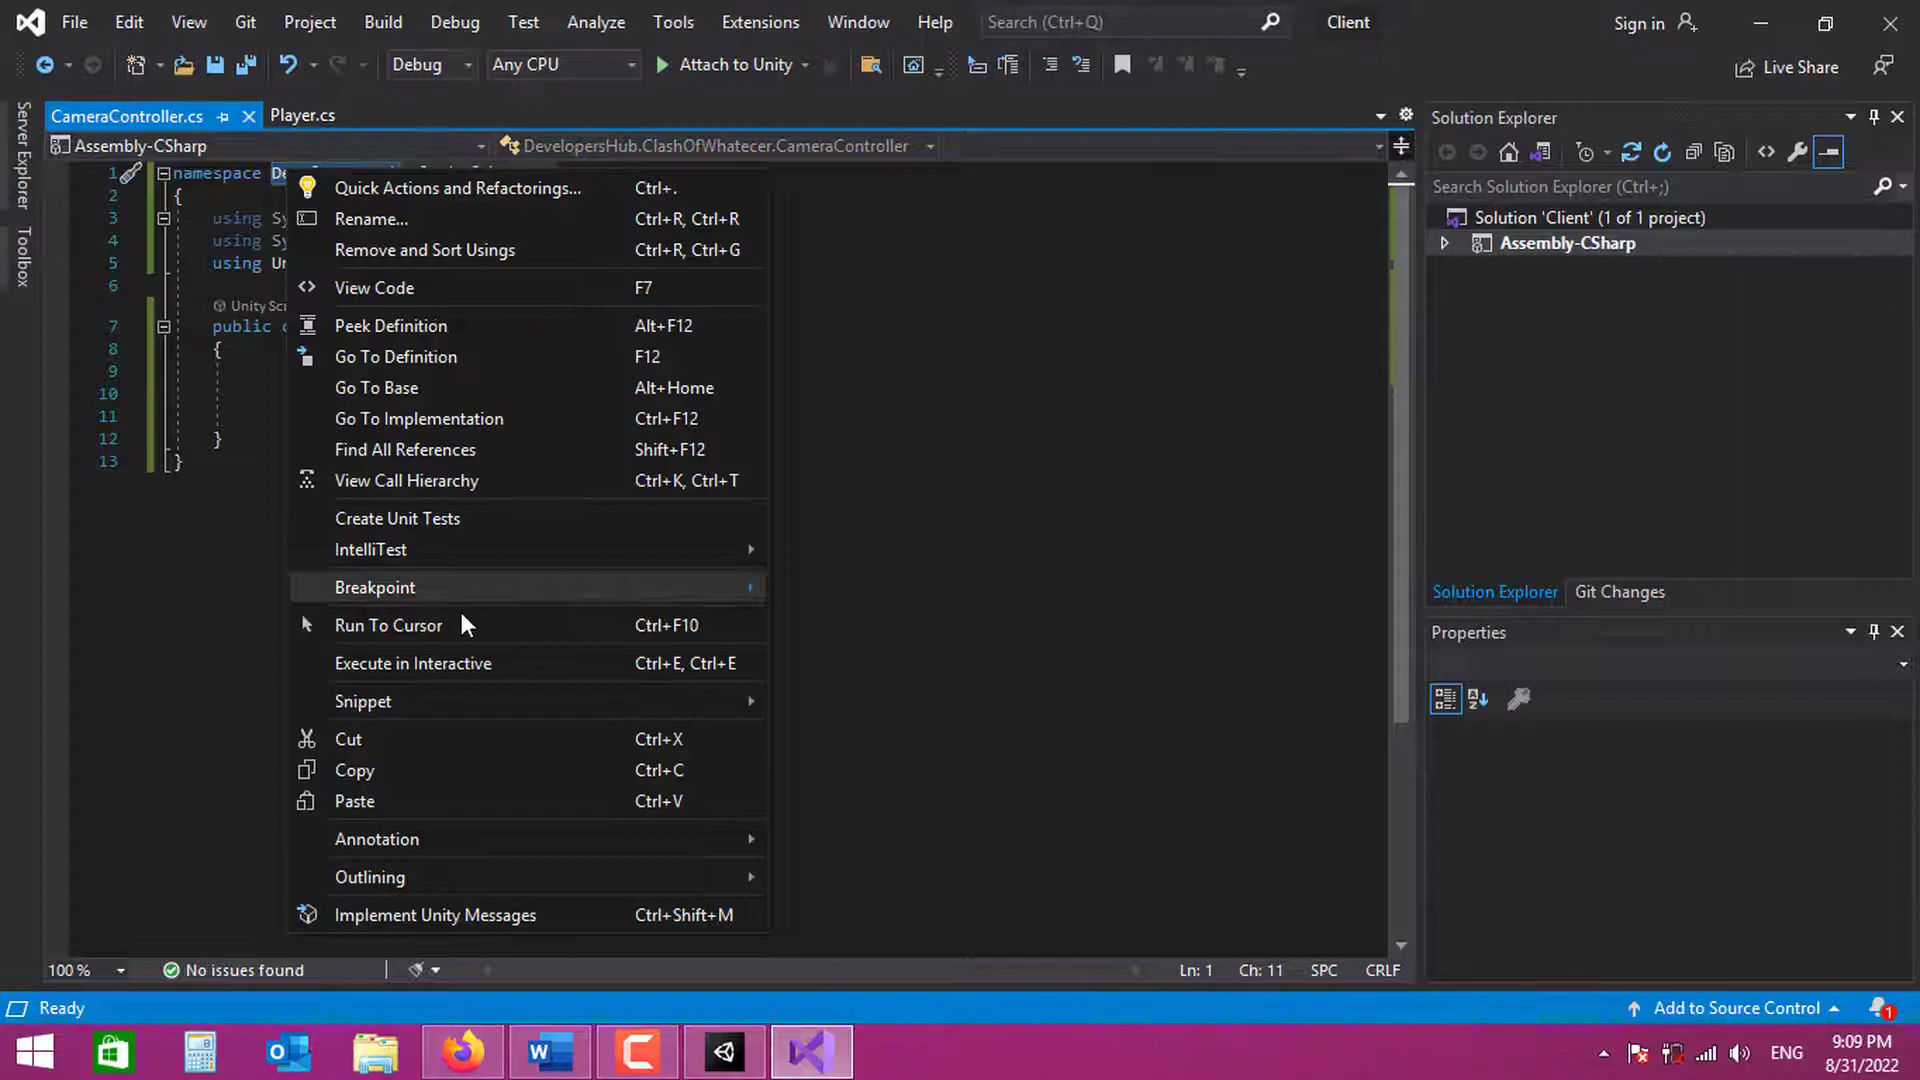 File Edit View Git Project Build Debug Test Analyze Tools Extensions Window Help Search (Ctrl+Q) Client Sign in
Debug Any CPU Attach to Unity Live Share
Server Explorer
Toolbox
CameraController.cs Player.cs
Assembly-CSharp DevelopersHub.ClashOfWhatecer.CameraController
1 namespace
2 {
3 using
4 using
5 using
6
7 public
8 {
9
10
11
12 }
13 }
Quick Actions and Refactorings... Ctrl+.
Rename... Ctrl+R, Ctrl+R
Remove and Sort Usings Ctrl+R, Ctrl+G
View Code F7
Peek Definition Alt+F12
Go To Definition F12
Go To Base Alt+Home
Go To Implementation Ctrl+F12
Find All References Shift+F12
View Call Hierarchy Ctrl+K, Ctrl+T
Create Unit Tests
IntelliTest
Breakpoint
Run To Cursor Ctrl+F10
Execute in Interactive Ctrl+E, Ctrl+E
Snippet
Cut Ctrl+X
Copy Ctrl+C
Paste Ctrl+V
Annotation
Outlining
Implement Unity Messages Ctrl+Shift+M
Solution Explorer
Search Solution Explorer (Ctrl+;)
Solution 'Client' (1 of 1 project)
Assembly-CSharp
Solution Explorer Git Changes
Properties
100 % No issues found Ln: 1 Ch: 11 SPC CRLF
Ready Add to Source Control 1
ENG 9:09 PM
8/31/2022